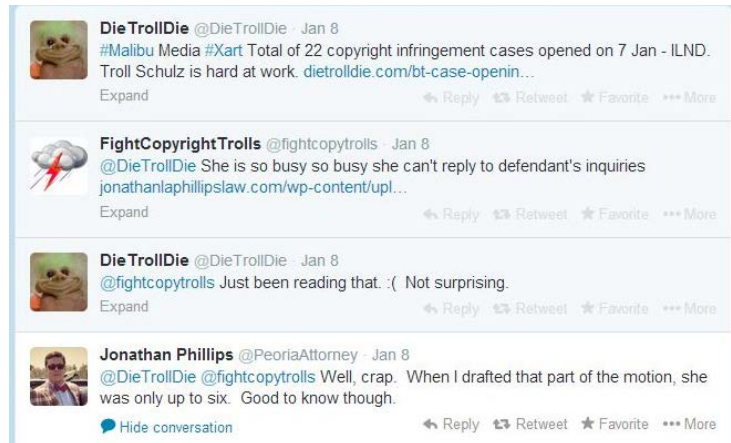 DieTrollDie @DieTrollDie · Jan 8
#Malibu Media #Xart Total of 22 copyright infringement cases opened on 7 Jan - ILND.
Troll Schulz is hard at work. dietrolldie.com/bt-case-openin…
Expand Reply Retweet Favorite More
FightCopyrightTrolls @fightcopytrolls · Jan 8
@DieTrollDie She is so busy so busy she can't reply to defendant's inquiries
jonathanlaphillipslaw.com/wp-content/upl…
Expand Reply Retweet Favorite More
DieTrollDie @DieTrollDie · Jan 8
@fightcopytrolls Just been reading that. :( Not surprising.
Expand Reply Retweet Favorite More
Jonathan Phillips @PeoriaAttorney · Jan 8
@DieTrollDie @fightcopytrolls Well, crap. When I drafted that part of the motion, she
was only up to six. Good to know though.
Hide conversation Reply Retweet Favorite More